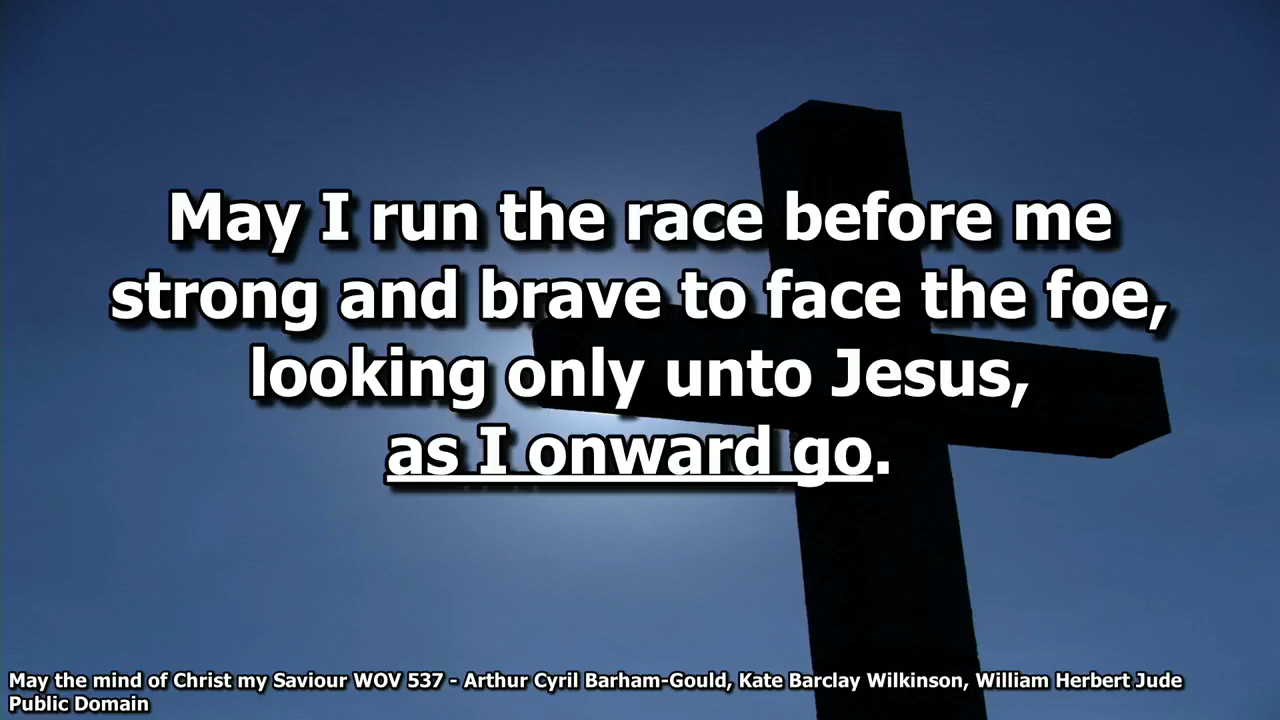 May I run the race before me
strong and brave to face the foe,
looking only unto Jesus,
as I onward go.
May the mind of Christ my Saviour WOV 537 - Arthur Cyril Barham-Gould, Kate Barclay Wilkinson, William Herbert Jude
Public Domain